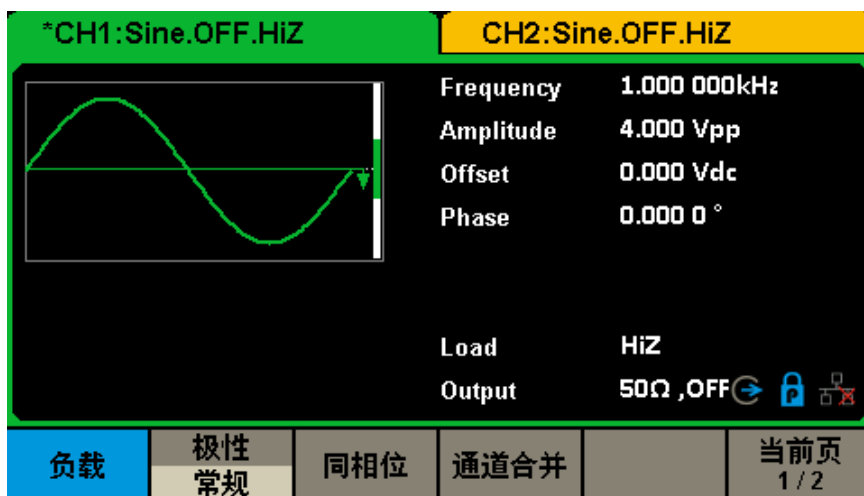 *CH1:Sine.OFF.HiZ
CH2:Sine.OFF.HiZ
Frequency 1.000 000kHz
Amplitude 4.000 Vpp
Offset 0.000 Vdc
Phase 0.000 0 °
Load HiZ
Output 50Ω ,OFF
P
负载
极性
常规
同相位
通道合并
当前页
1 / 2